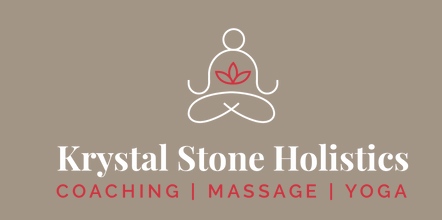 Krystal Stone Holistics
COACHING | MASSAGE | YOGA